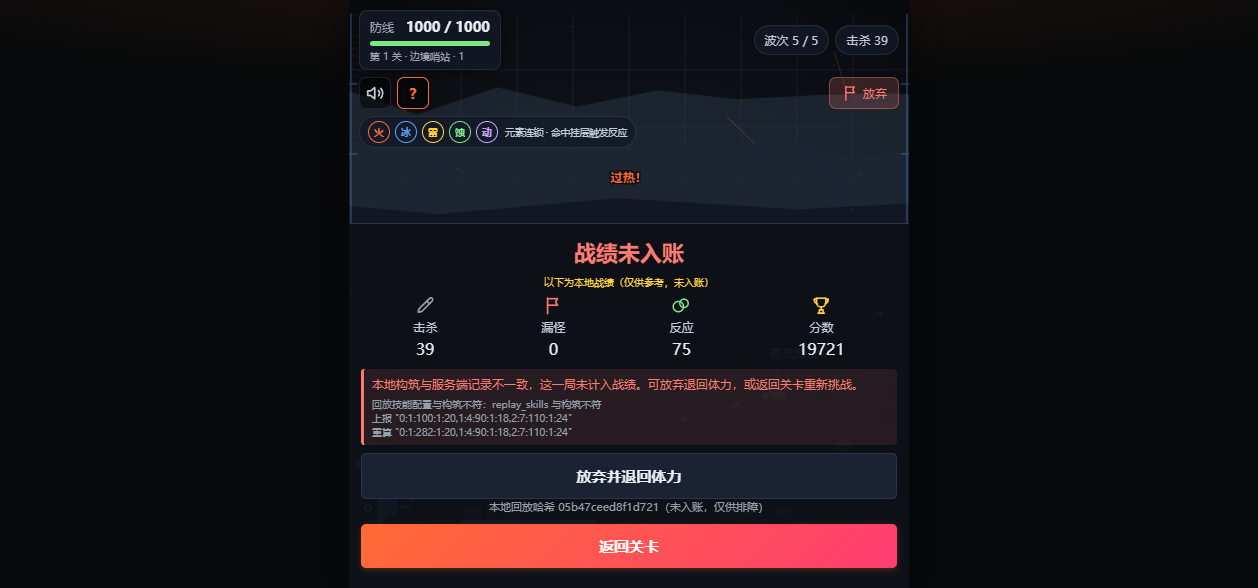 防线 1000 / 1000
第 1 关 · 边境哨站 · 1
波次 5 / 5
击杀 39
?
放弃
火 冰 雷 蚀 动 元素连锁 · 命中挂层触发反应
过热!
战绩未入账
以下为本地战绩（仅供参考，未入账）
击杀 漏怪 反应 分数
39 0 75 19721
本地构筑与服务端记录不一致，这一局未计入战绩。可放弃退回体力，或返回关卡重新挑战。
回放技能配置与构筑不符：replay_skills 与构筑不符
上报 "0:1:100:1:20,1:4:90:1:18,2:7:110:1:24"
重算 "0:1:282:1:20,1:4:90:1:18,2:7:110:1:24"
放弃并退回体力
本地回放哈希 05b47ceed8f1d721（未入账，仅供排障）
返回关卡